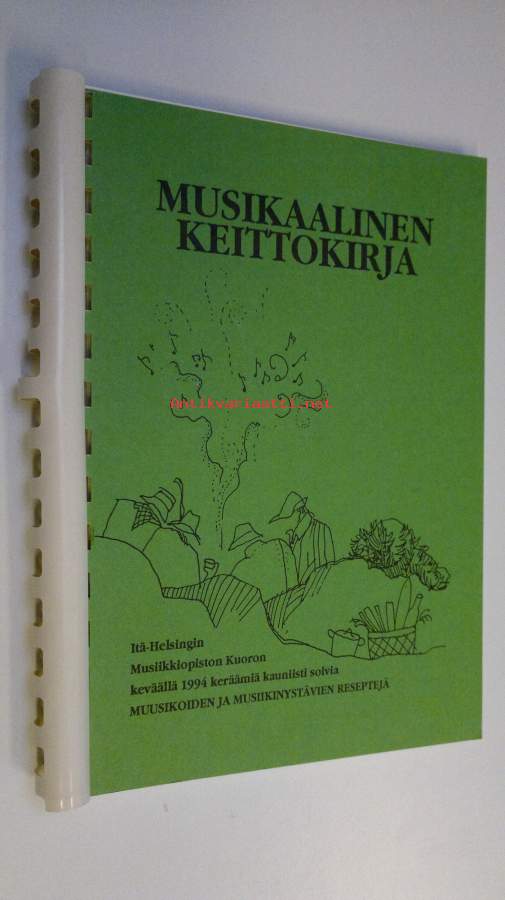 MUSIKAALINEN
KEITTOKIRJA
Antikvariaatti.net
Itä-Helsingin
Musiikkiopiston Kuoron
keväällä 1994 keräämiä kauniisti soivia
MUUSIKOIDEN JA MUSIIKINYSTÄVIEN RESEPTEJÄ